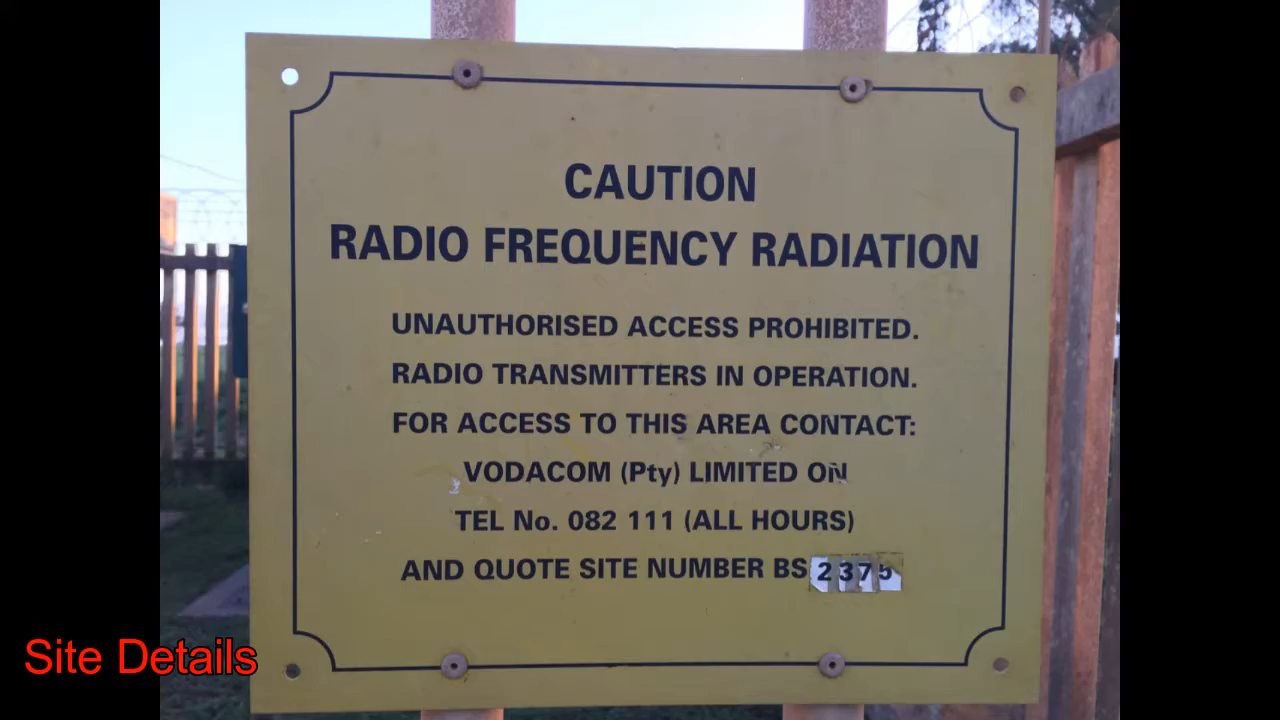 CAUTION
RADIO FREQUENCY RADIATION
UNAUTHORISED ACCESS PROHIBITED.
RADIO TRANSMITTERS IN OPERATION.
FOR ACCESS TO THIS AREA CONTACT:
VODACOM (Pty) LIMITED ON
TEL No. 082 111 (ALL HOURS)
AND QUOTE SITE NUMBER BS 2375
Site Details